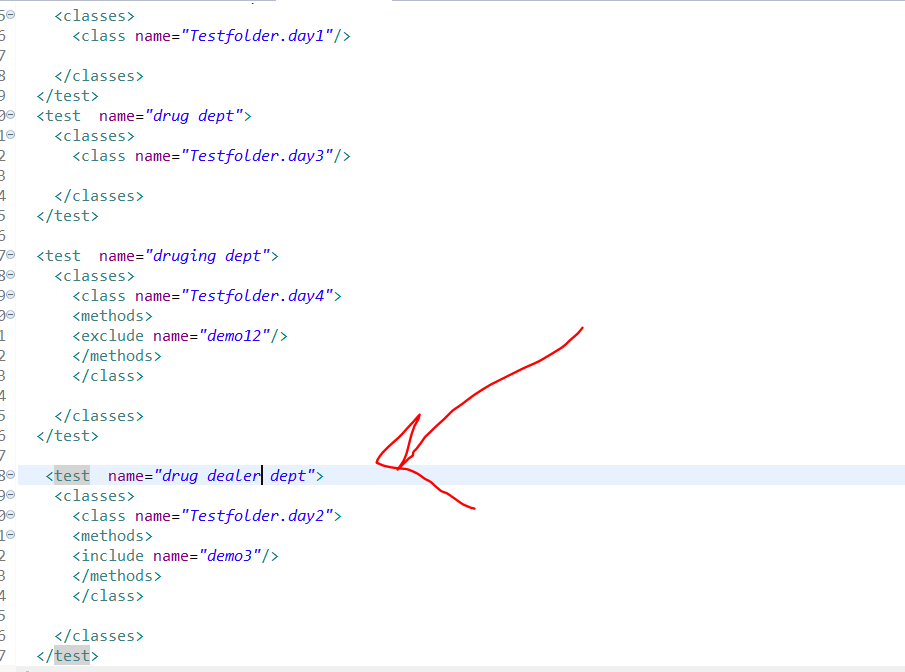 <classes>
<class name="Testfolder.day1"/>
</classes>
</test>
<test  name="drug dept">
<classes>
<class name="Testfolder.day3"/>
</classes>
</test>
<test  name="druging dept">
<classes>
<class name="Testfolder.day4">
<methods>
<exclude name="demo12"/>
</methods>
</class>
</classes>
</test>
<test  name="drug dealer dept">
<classes>
<class name="Testfolder.day2">
<methods>
<include name="demo3"/>
</methods>
</class>
</classes>
</test>